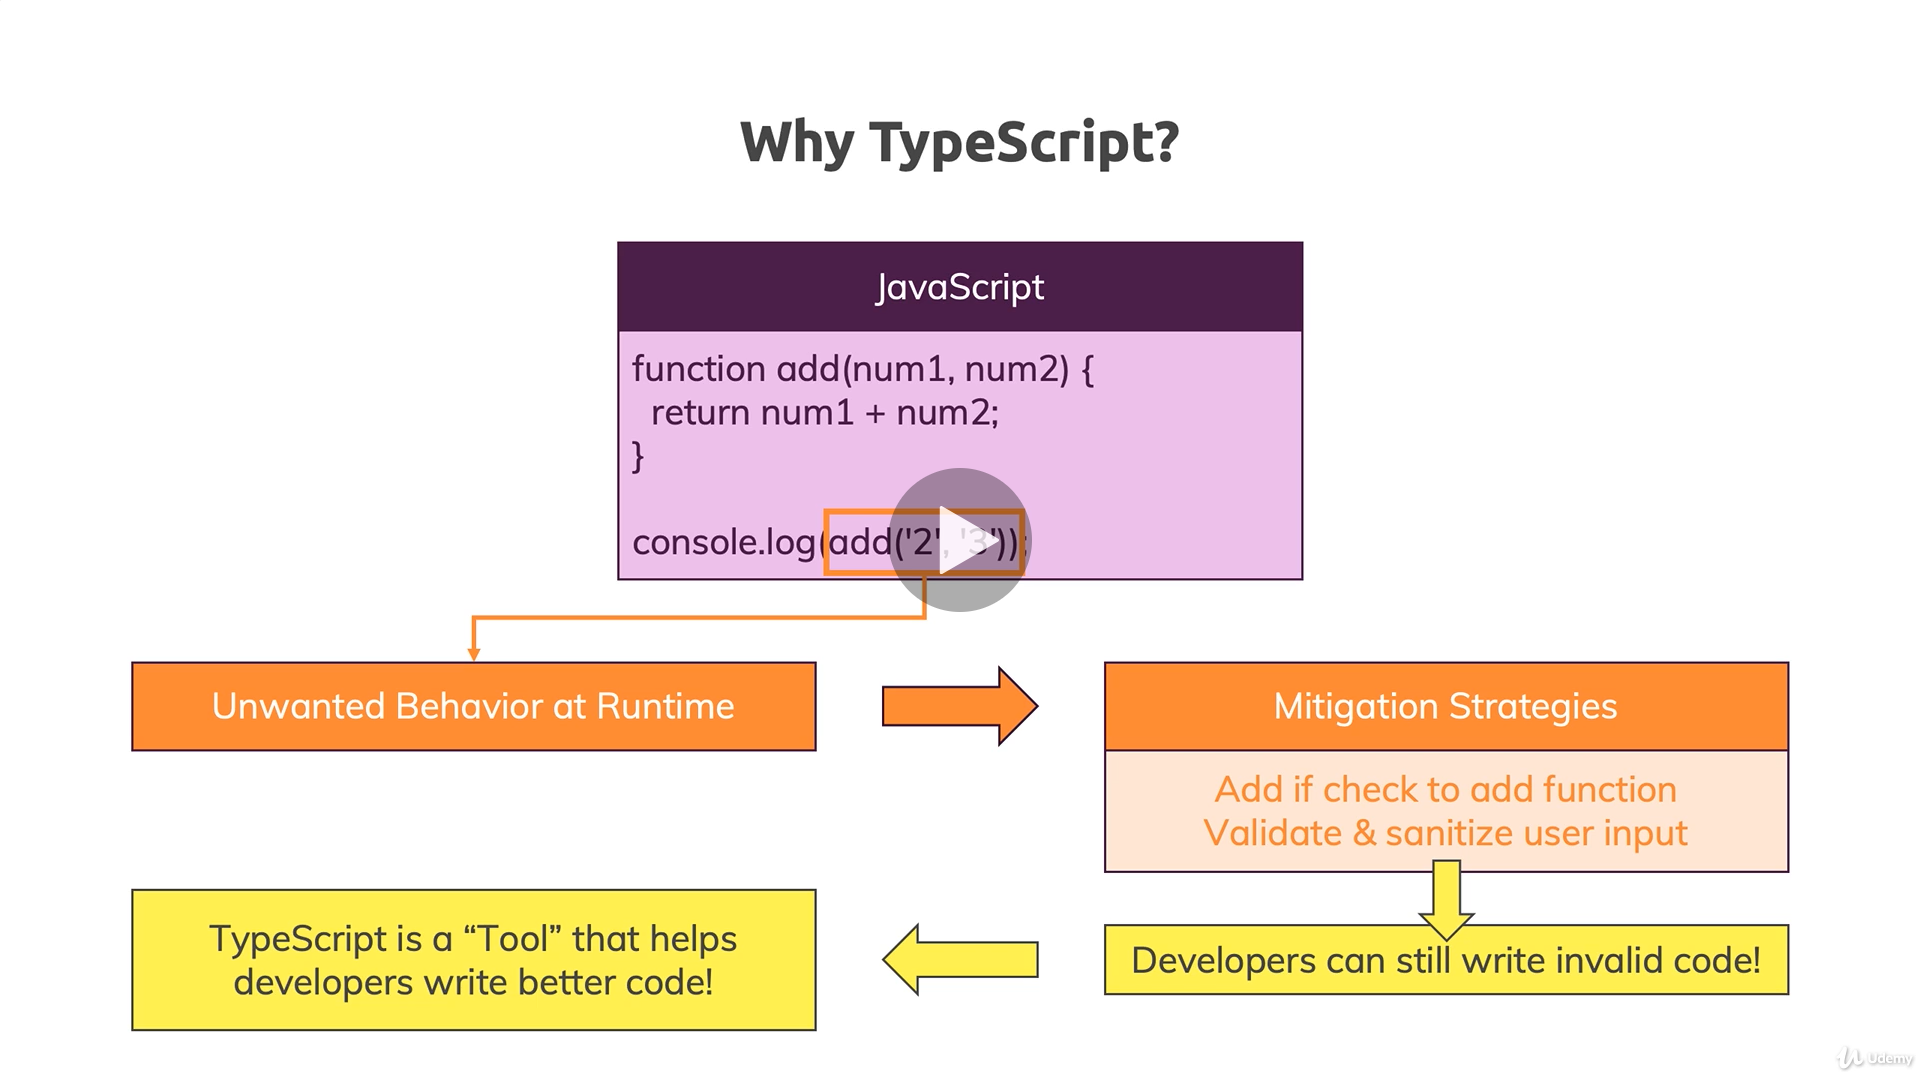 Why TypeScript?
JavaScript
function add(num1, num2) {
return num1 + num2;
}
console.log(add('2', '3'));
Unwanted Behavior at Runtime
Mitigation Strategies
Add if check to add function
Validate & sanitize user input
Developers can still write invalid code!
TypeScript is a “Tool” that helps
developers write better code!
Udemy